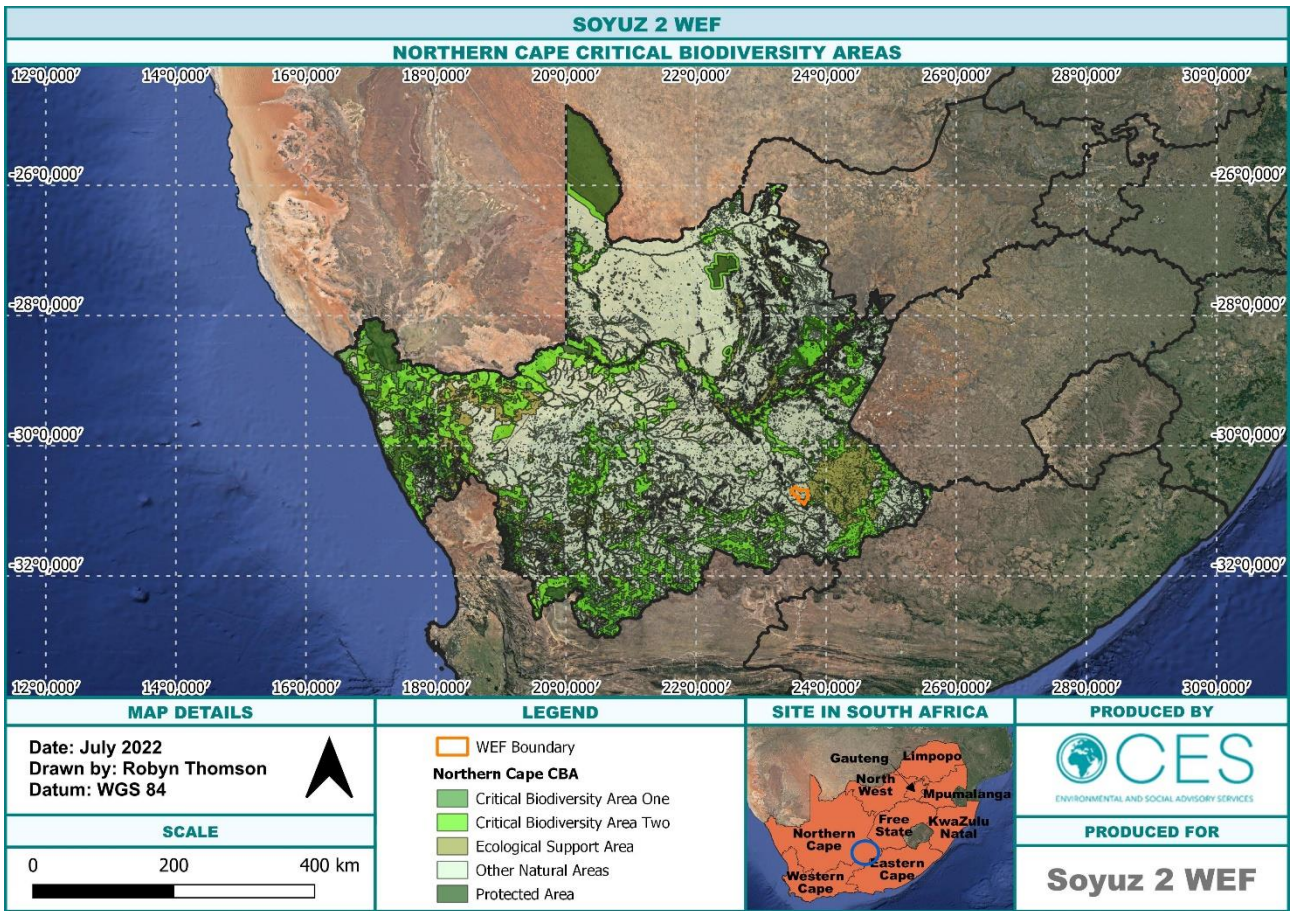 SOYUZ 2 WEF
NORTHERN CAPE CRITICAL BIODIVERSITY AREAS
12°0,000′ 14°0,000′ 16°0,000′ 18°0,000′ 20°0,000′ 22°0,000′ 24°0,000′ 26°0,000′ 28°0,000′ 30°0,000′
-26°0,000′ -26°0,000′
-28°0,000′ -28°0,000′
-30°0,000′ -30°0,000′
-32°0,000′ -32°0,000′
12°0,000′ 14°0,000′ 16°0,000′ 18°0,000′ 20°0,000′ 22°0,000′ 24°0,000′ 26°0,000′ 28°0,000′ 30°0,000′
MAP DETAILS
Date: July 2022
Drawn by: Robyn Thomson
Datum: WGS 84
SCALE
0 200 400 km
LEGEND
WEF Boundary
Northern Cape CBA
Critical Biodiversity Area One
Critical Biodiversity Area Two
Ecological Support Area
Other Natural Areas
Protected Area
SITE IN SOUTH AFRICA
Gauteng
Limpopo
North
West
Mpumalanga
Free
State
KwaZulu
Natal
Northern
Cape
Eastern
Cape
Western
Cape
PRODUCED BY
CES
ENVIRONMENTAL AND SOCIAL ADVISORY SERVICES
PRODUCED FOR
Soyuz 2 WEF